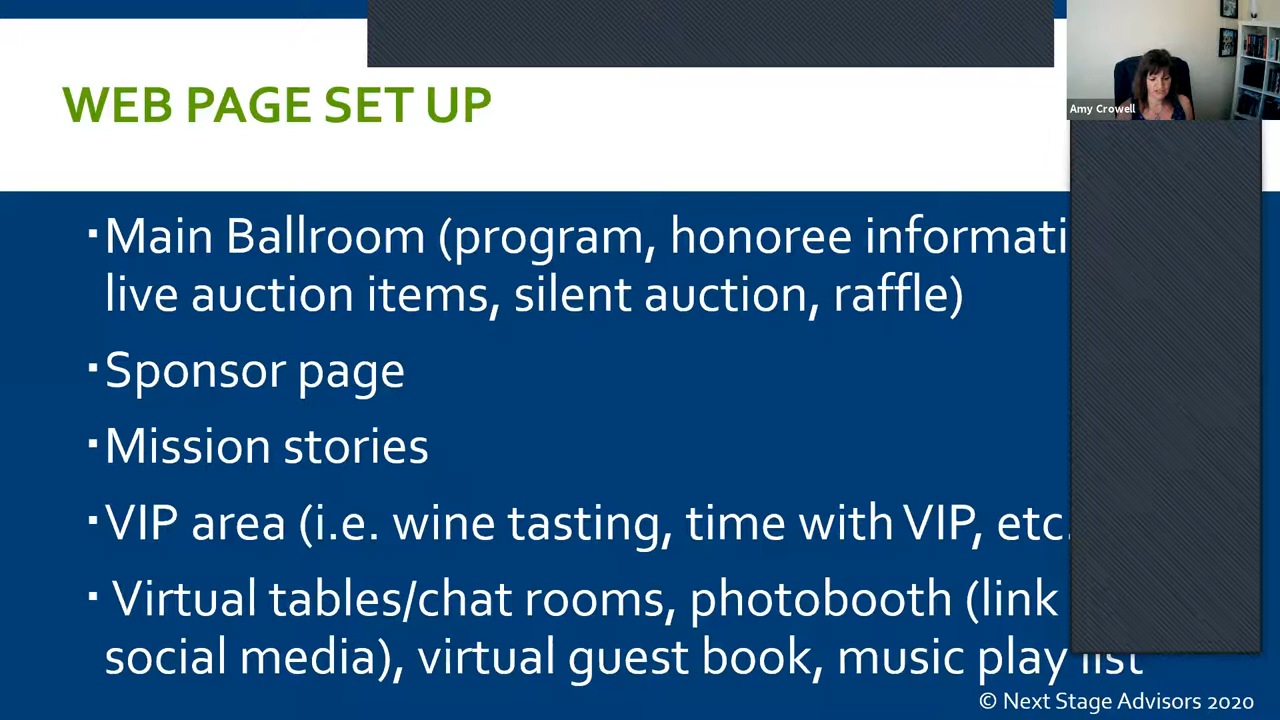 WEB PAGE SET UP
Amy Crowell
▪Main Ballroom (program, honoree informati
live auction items, silent auction, raffle)
▪Sponsor page
▪Mission stories
▪VIP area (i.e. wine tasting, time with VIP, etc.
▪ Virtual tables/chat rooms, photobooth (link
social media), virtual guest book, music play list
© Next Stage Advisors 2020